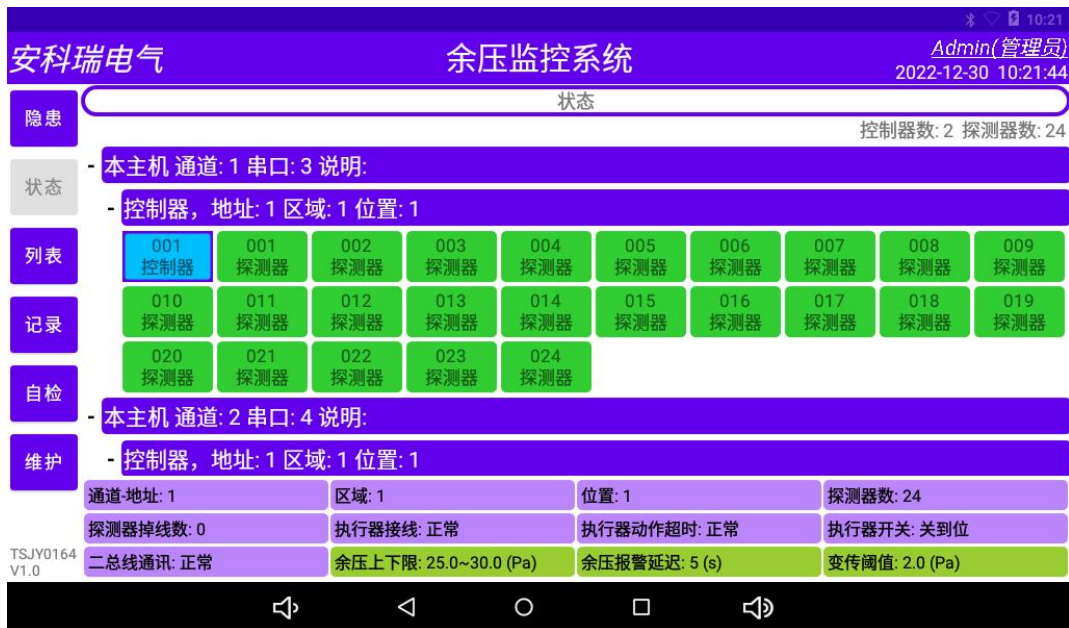 10:21
安科瑞电气
余压监控系统
Admin(管理员)
2022-12-30 10:21:44
隐患
状态
列表
记录
自检
维护
TSJY0164
V1.0
状态
控制器数: 2 探测器数: 24
- 本主机 通道: 1 串口: 3 说明:
- 控制器，地址: 1 区域: 1 位置: 1
001 001 002 003 004 005 006 007 008 009
控制器 探测器 探测器 探测器 探测器 探测器 探测器 探测器 探测器 探测器
010 011 012 013 014 015 016 017 018 019
探测器 探测器 探测器 探测器 探测器 探测器 探测器 探测器 探测器 探测器
020 021 022 023 024
探测器 探测器 探测器 探测器 探测器
- 本主机 通道: 2 串口: 4 说明:
- 控制器，地址: 1 区域: 1 位置: 1
通道-地址: 1 区域: 1 位置: 1 探测器数: 24
探测器掉线数: 0 执行器接线: 正常 执行器动作超时: 正常 执行器开关: 关到位
二总线通讯: 正常 余压上下限: 25.0~30.0 (Pa) 余压报警延迟: 5 (s) 变传阈值: 2.0 (Pa)